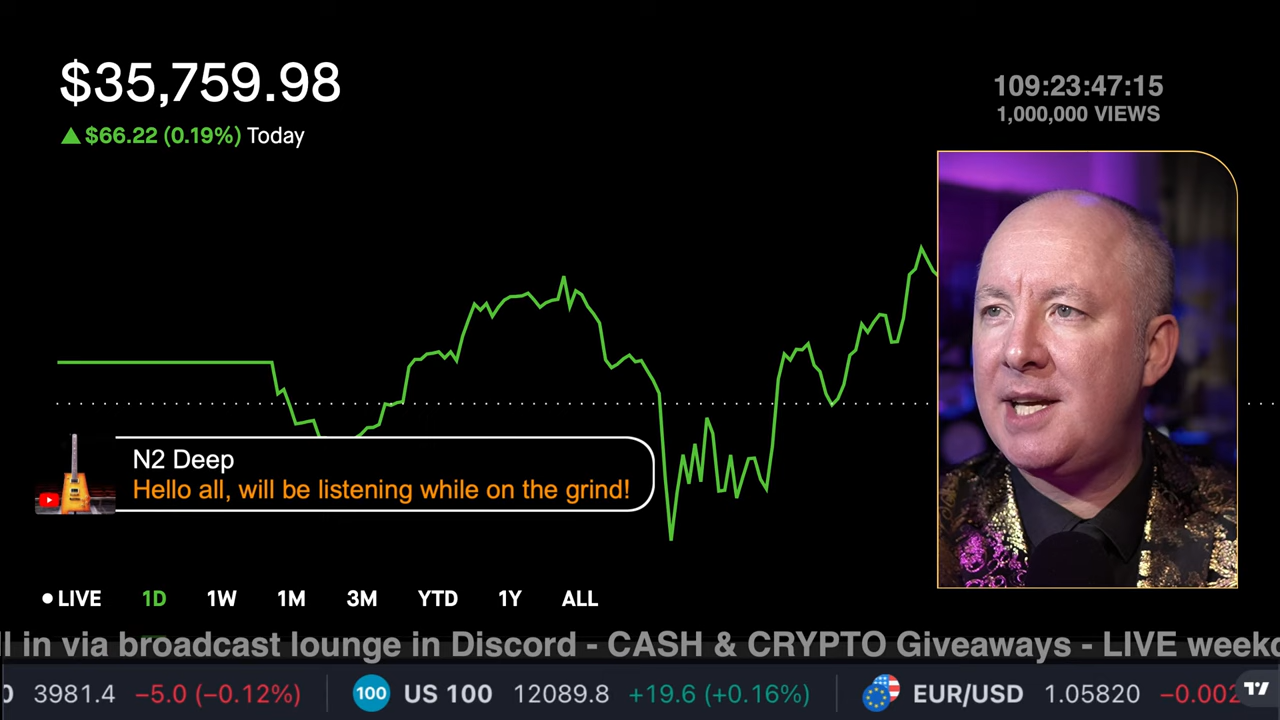 $35,759.98
▲ $66.22 (0.19%) Today
109:23:47:15
1,000,000 VIEWS
N2 Deep
Hello all, will be listening while on the grind!
LIVE 1D 1W 1M 3M YTD 1Y ALL
in via broadcast lounge in Discord - CASH & CRYPTO Giveaways - LIVE
3981.4 −5.0 (−0.12%) 100 US 100 12089.8 +19.6 (+0.16%) EUR/USD 1.05820 −0.002